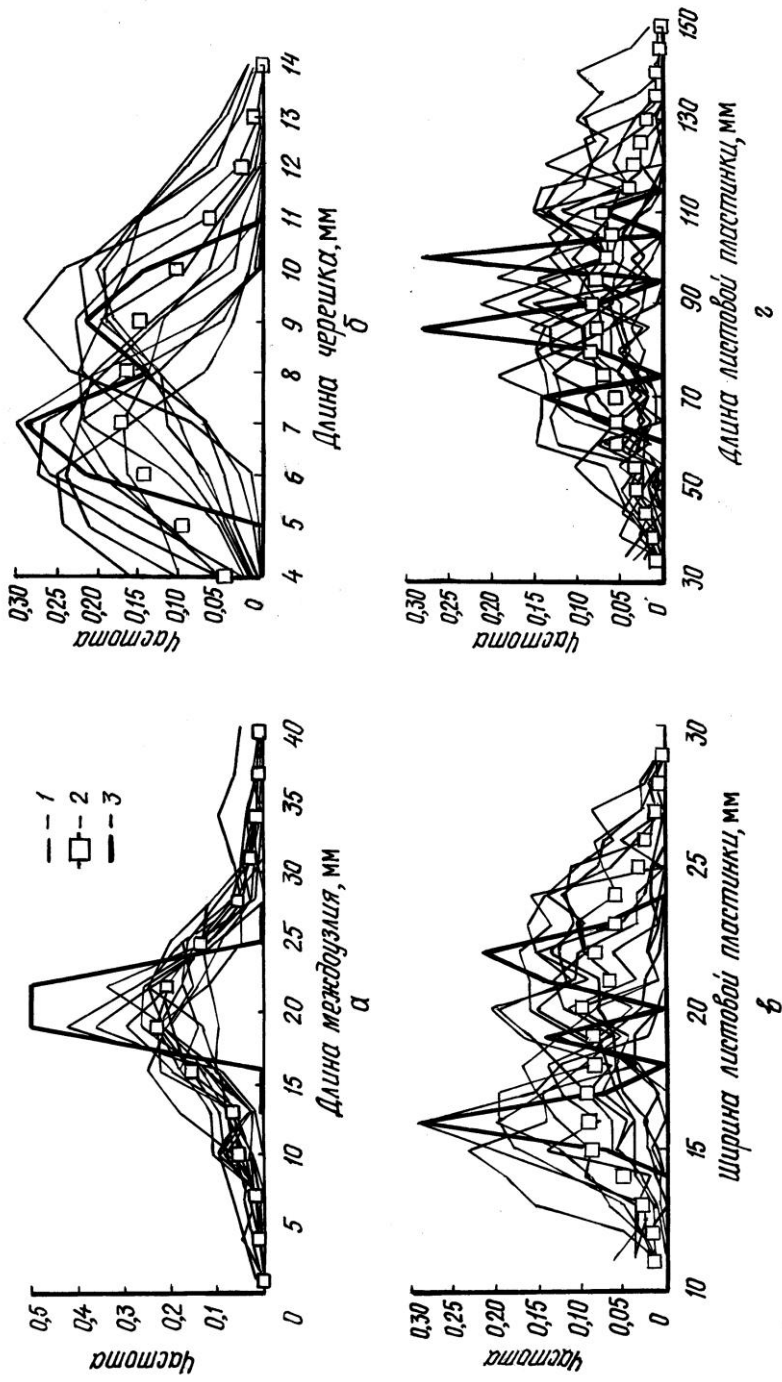 Частота
0,5
0,4
0,3
0,2
0,1
0 5 10 15 20 25 30 35 40
Длина междоузлия, мм
а
1
2
3
Частота
0,30
0,25
0,20
0,15
0,10
0,05
0
4 5 6 7 8 9 10 11 12 13 14
Длина черешка, мм
б
Частота
0,30
0,25
0,20
0,15
0,10
0,05
0
10 15 20 25 30
Ширина листовой пластинки, мм
в
Частота
0,30
0,25
0,20
0,15
0,10
0,05
0
30 50 70 90 110 130 150
Длина листовой пластинки, мм
г